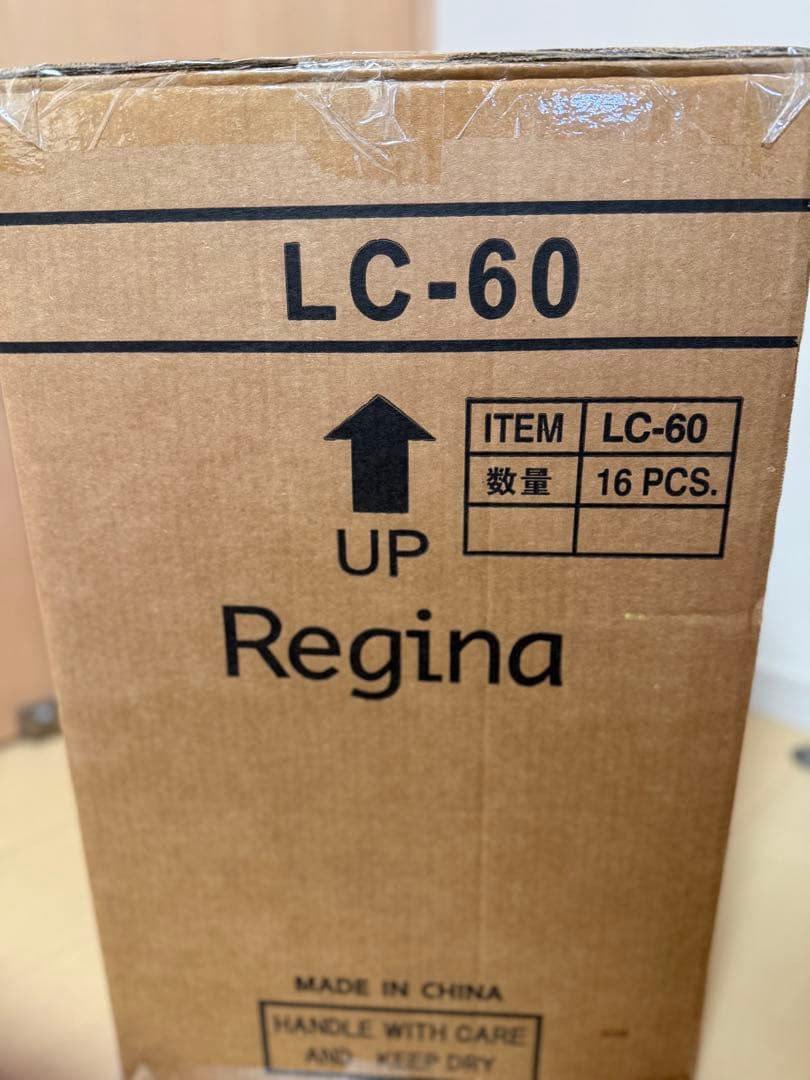 LC-60
ITEM LC-60
数量 16 PCS.
UP
Regina
MADE IN CHINA
HANDLE WITH CARE
AND KEEP DRY